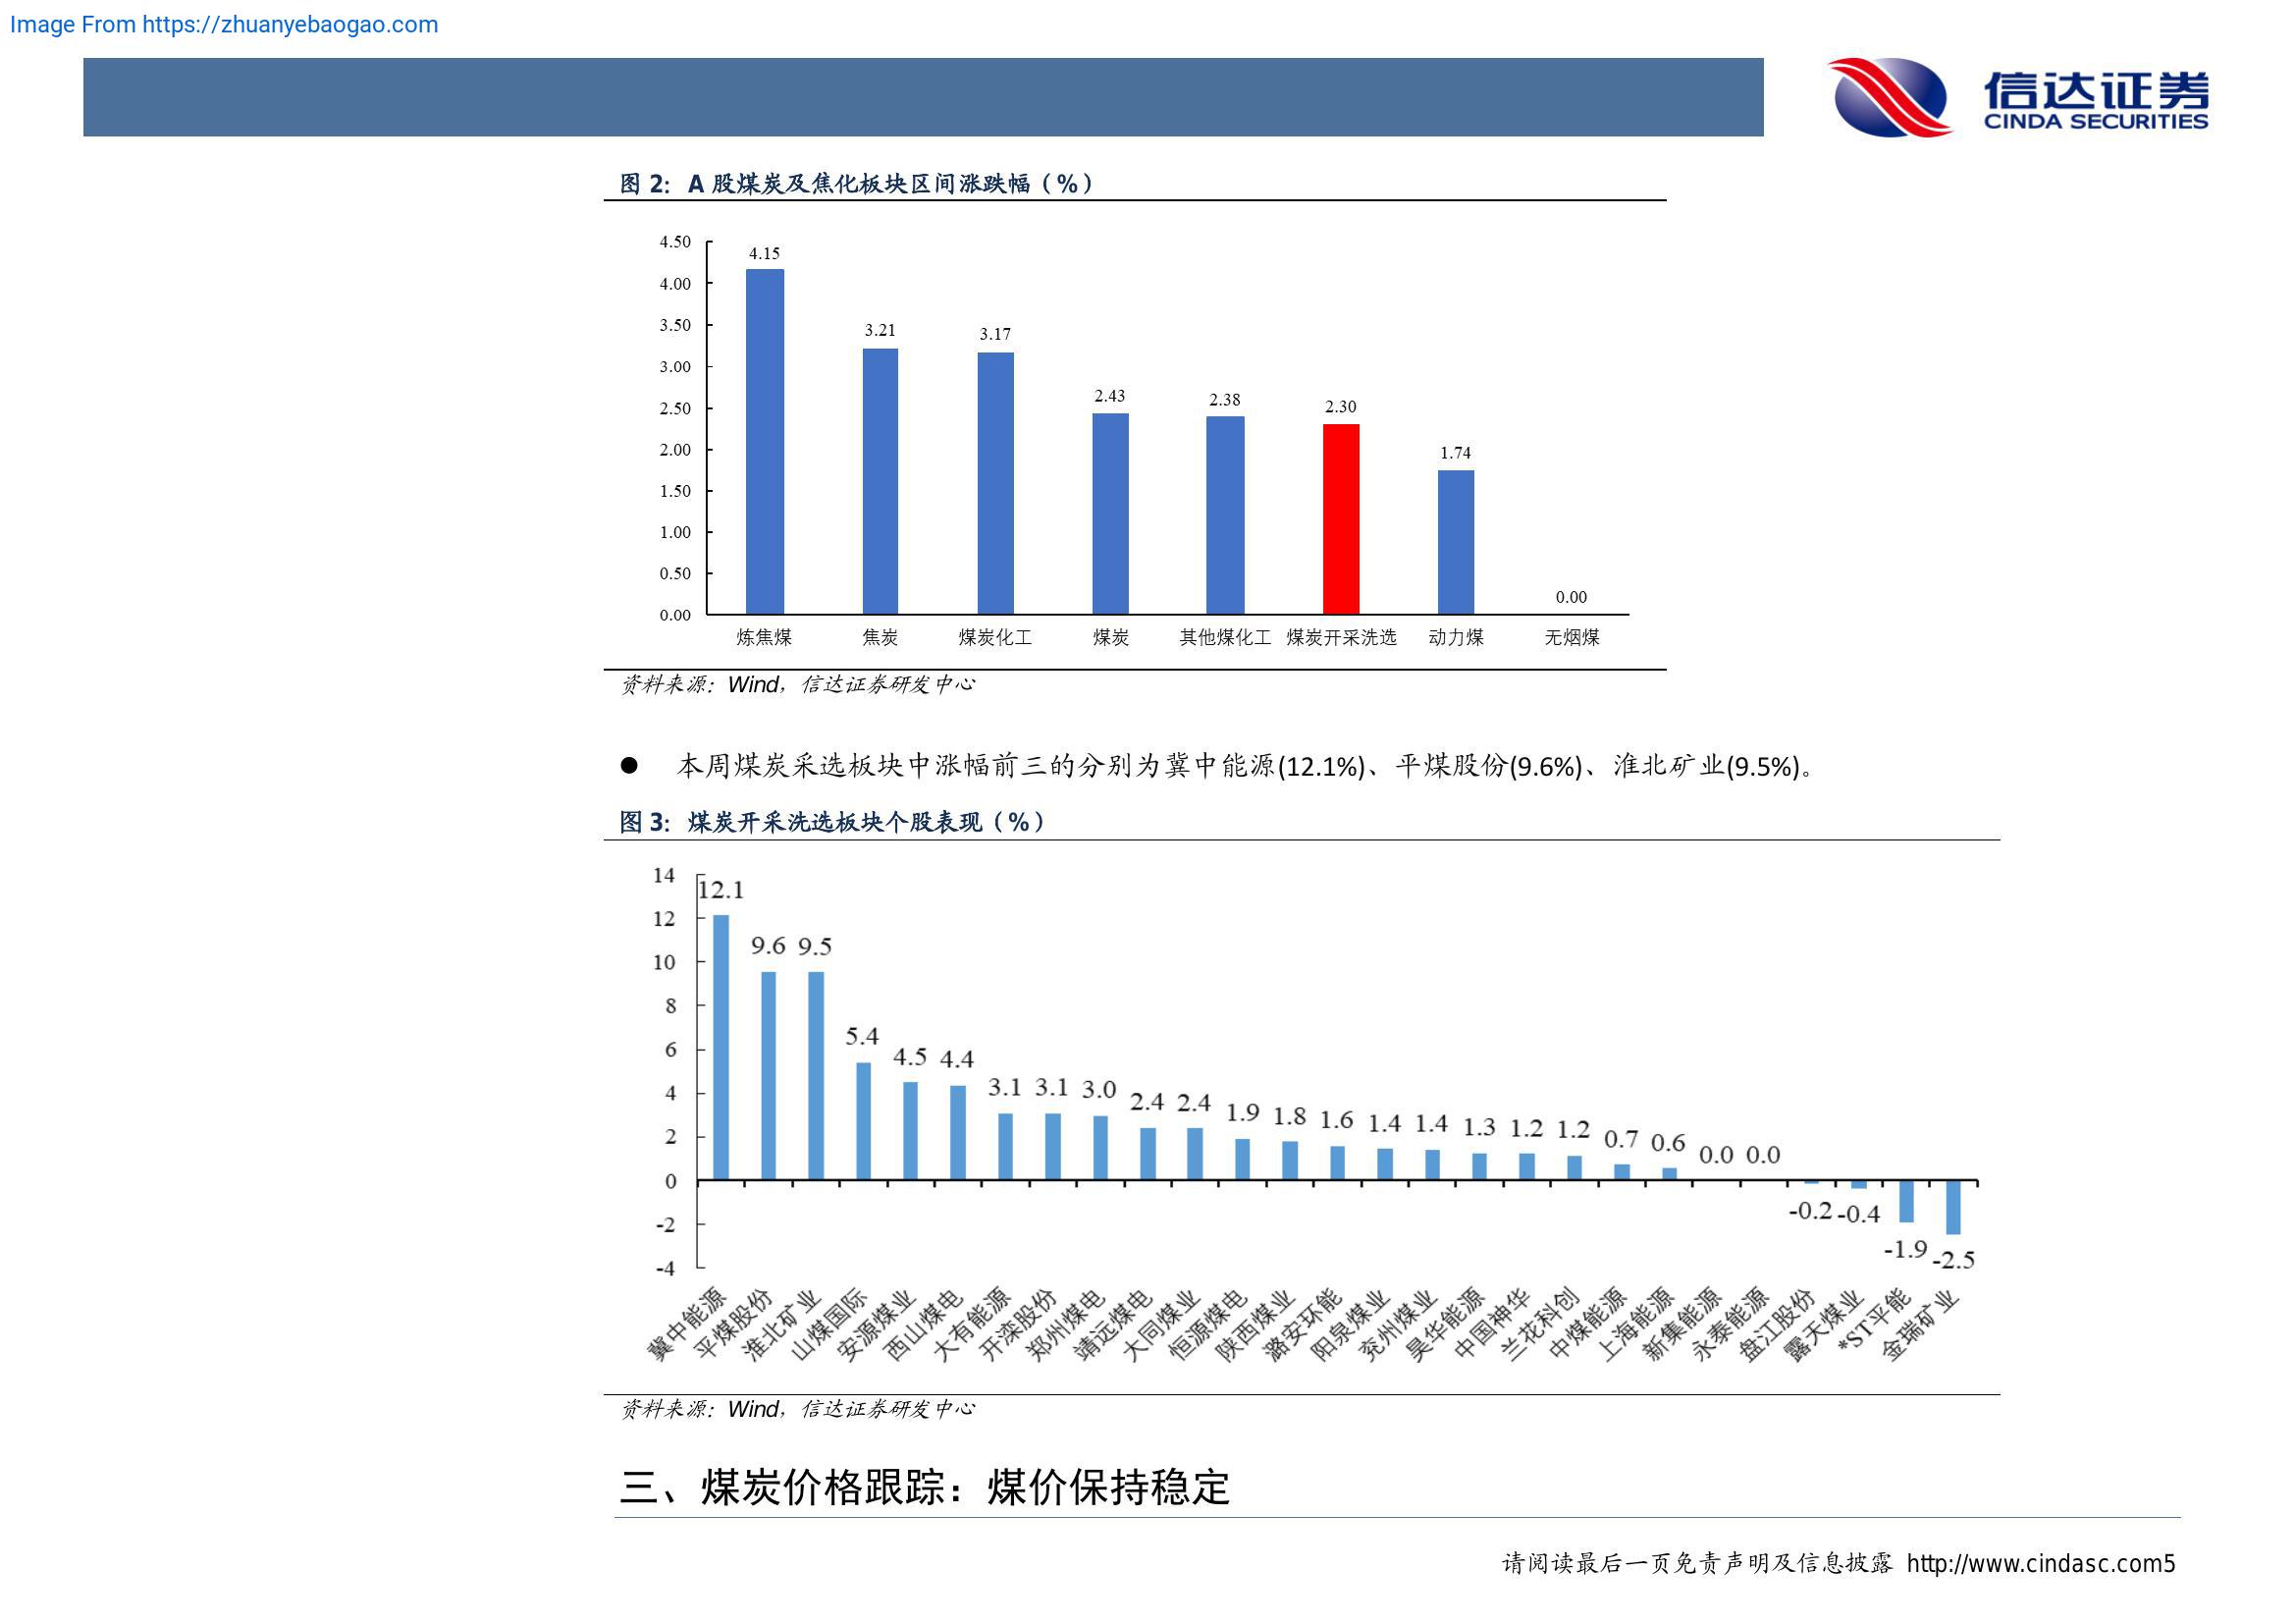 Image From https://zhuanyebaogao.com
信达证券
CINDA SECURITIES
图 2：A 股煤炭及焦化板块区间涨跌幅（%）
4.50
4.00
3.50
3.00
2.50
2.00
1.50
1.00
0.50
0.00
4.15
3.21
3.17
2.43
2.38
2.30
1.74
0.00
炼焦煤 焦炭 煤炭化工 煤炭 其他煤化工 煤炭开采洗选 动力煤 无烟煤
资料来源：Wind，信达证券研发中心
● 本周煤炭采选板块中涨幅前三的分别为冀中能源(12.1%)、平煤股份(9.6%)、淮北矿业(9.5%)。
图 3：煤炭开采洗选板块个股表现（%）
14
12
10
8
6
4
2
0
-2
-4
12.1
9.6 9.5
5.4
4.5 4.4
3.1 3.1 3.0
2.4 2.4
1.9 1.8 1.6 1.4 1.4 1.3 1.2 1.2
0.7 0.6
0.0 0.0
-0.2 -0.4
-1.9 -2.5
冀中能源 平煤股份 淮北矿业 山煤国际 安源煤业 西山煤电 大有能源 开滦股份 郑州煤电 靖远煤电 大同煤业 恒源煤电 陕西煤业 潞安环能 阳泉煤业 兖州煤业 昊华能源 中国神华 兰花科创 中煤能源 上海能源 新集能源 永泰能源 盘江股份 露天煤业 *ST平能 金瑞矿业
资料来源：Wind，信达证券研发中心
三、煤炭价格跟踪：煤价保持稳定
请阅读最后一页免责声明及信息披露 http://www.cindasc.com5